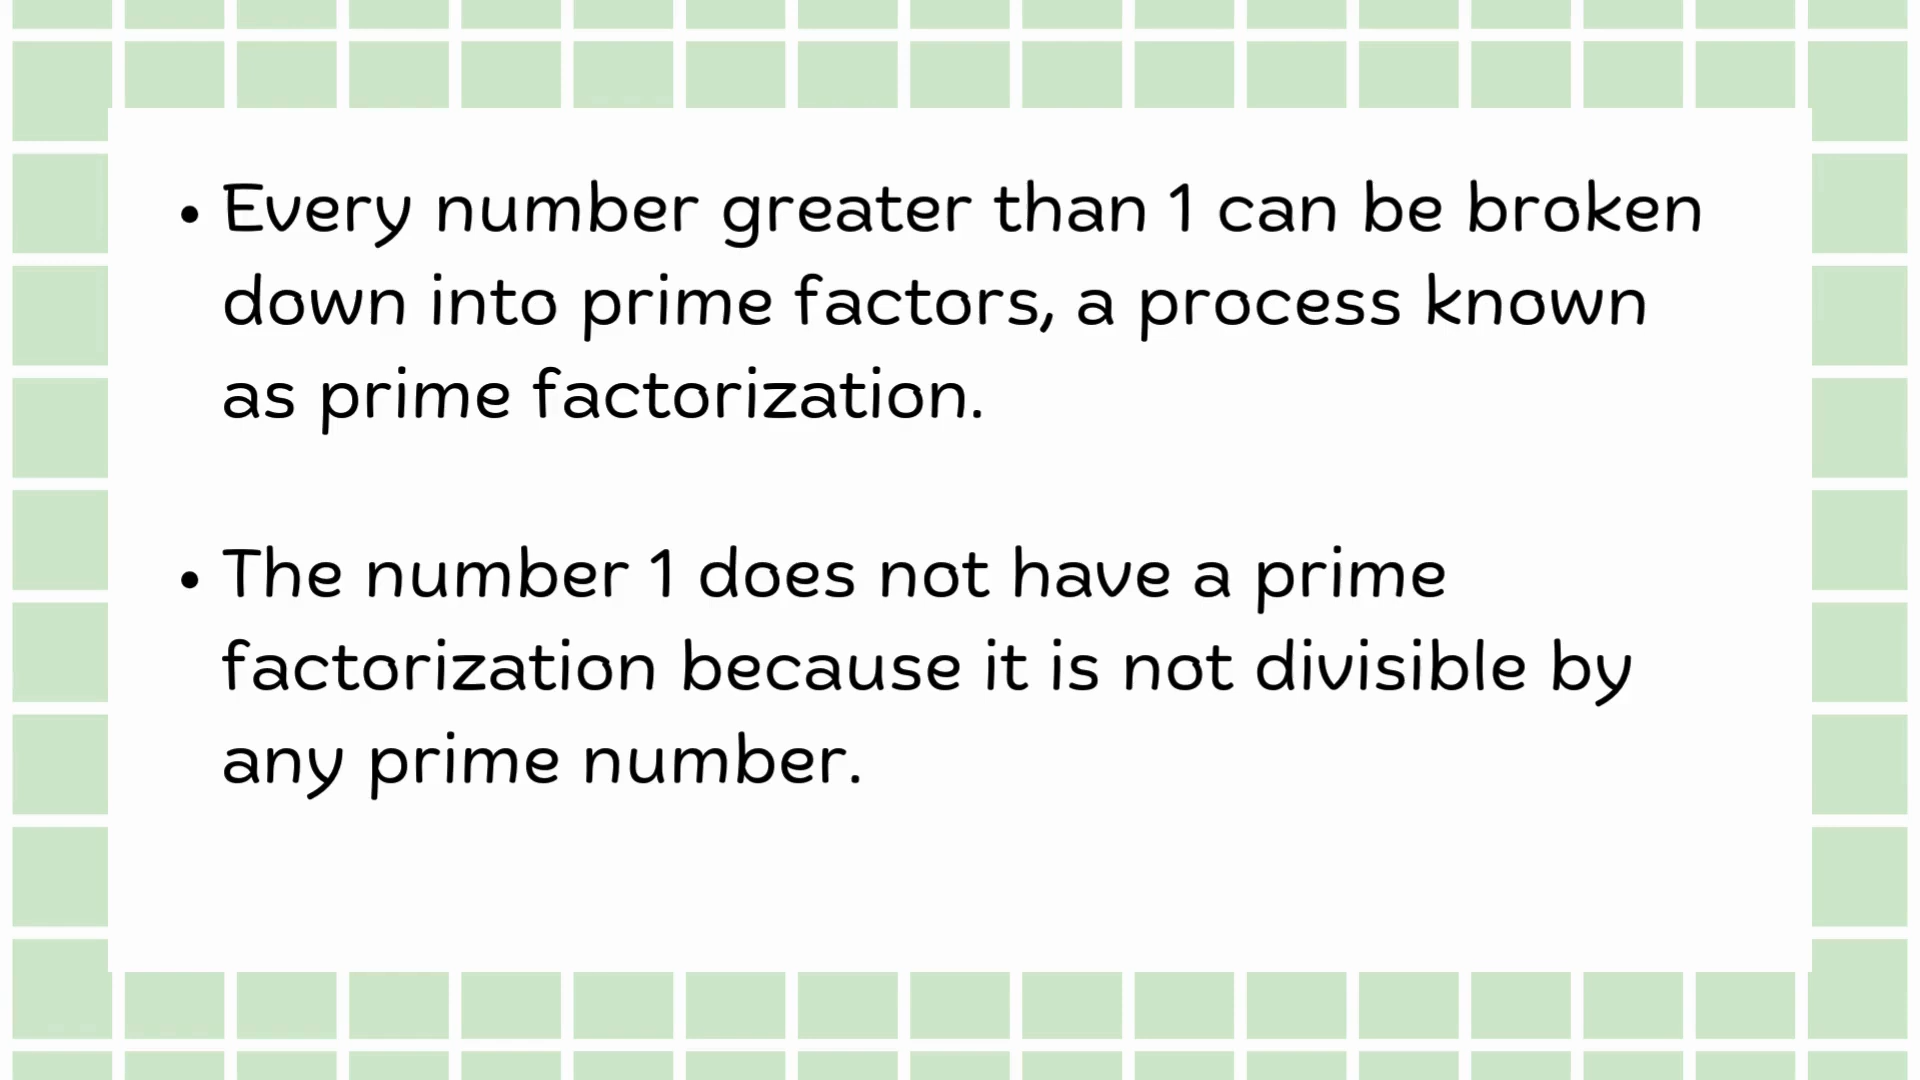 • Every number greater than 1 can be broken
down into prime factors, a process known
as prime factorization.
• The number 1 does not have a prime
factorization because it is not divisible by
any prime number.